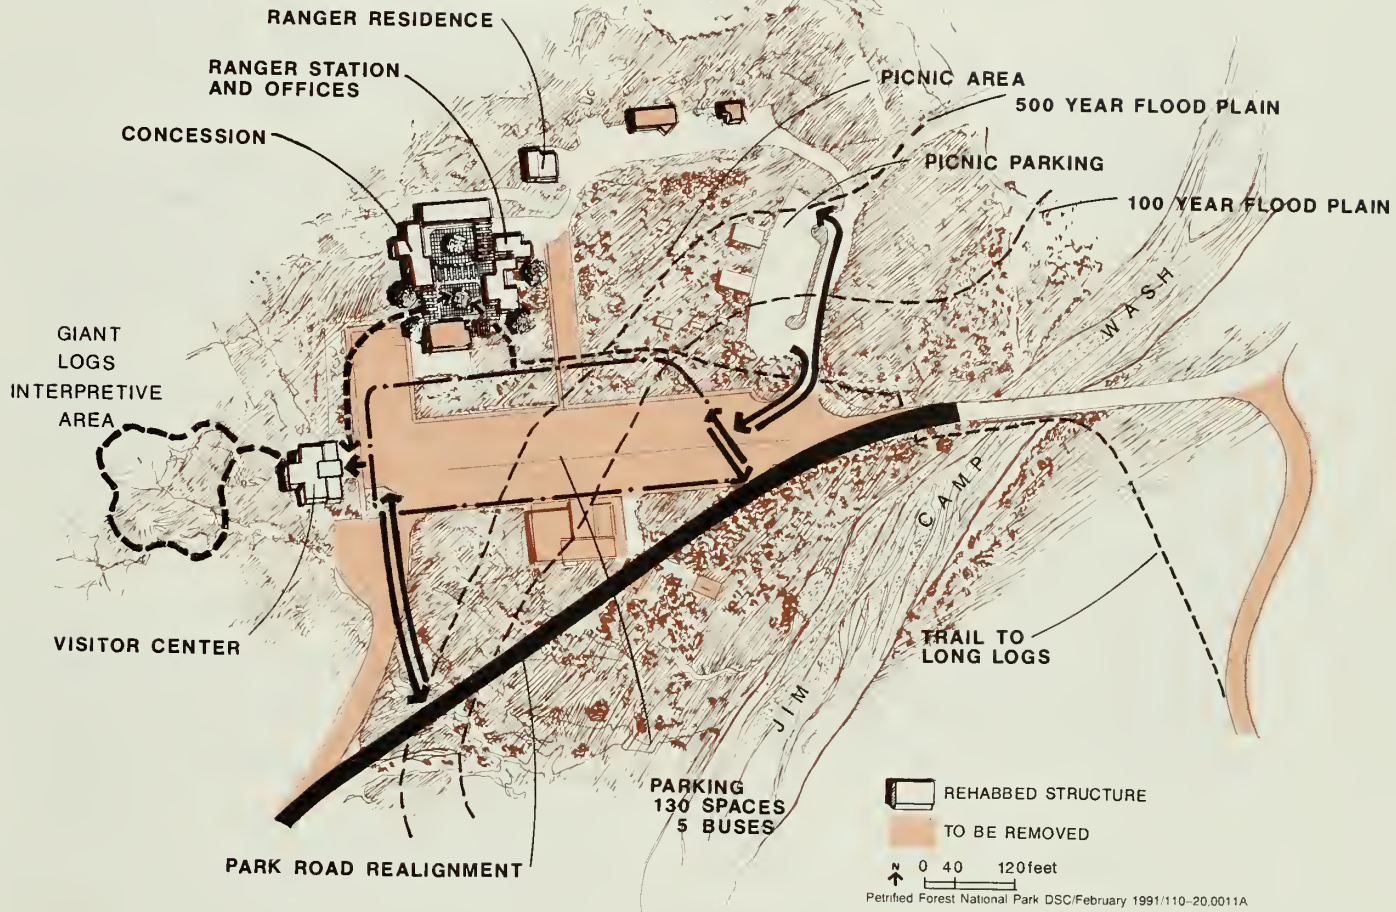 RANGER RESIDENCE
RANGER STATION
AND OFFICES
PICNIC AREA
500 YEAR FLOOD PLAIN
CONCESSION
PICNIC PARKING
100 YEAR FLOOD PLAIN
GIANT
LOGS
INTERPRETIVE
AREA
JIM CAMP WASH
VISITOR CENTER
TRAIL TO
LONG LOGS
PARKING
130 SPACES
5 BUSES
PARK ROAD REALIGNMENT
REHABBED STRUCTURE
TO BE REMOVED
N 0 40 120 feet
Petrified Forest National Park DSC/February 1991/110-20.0011A